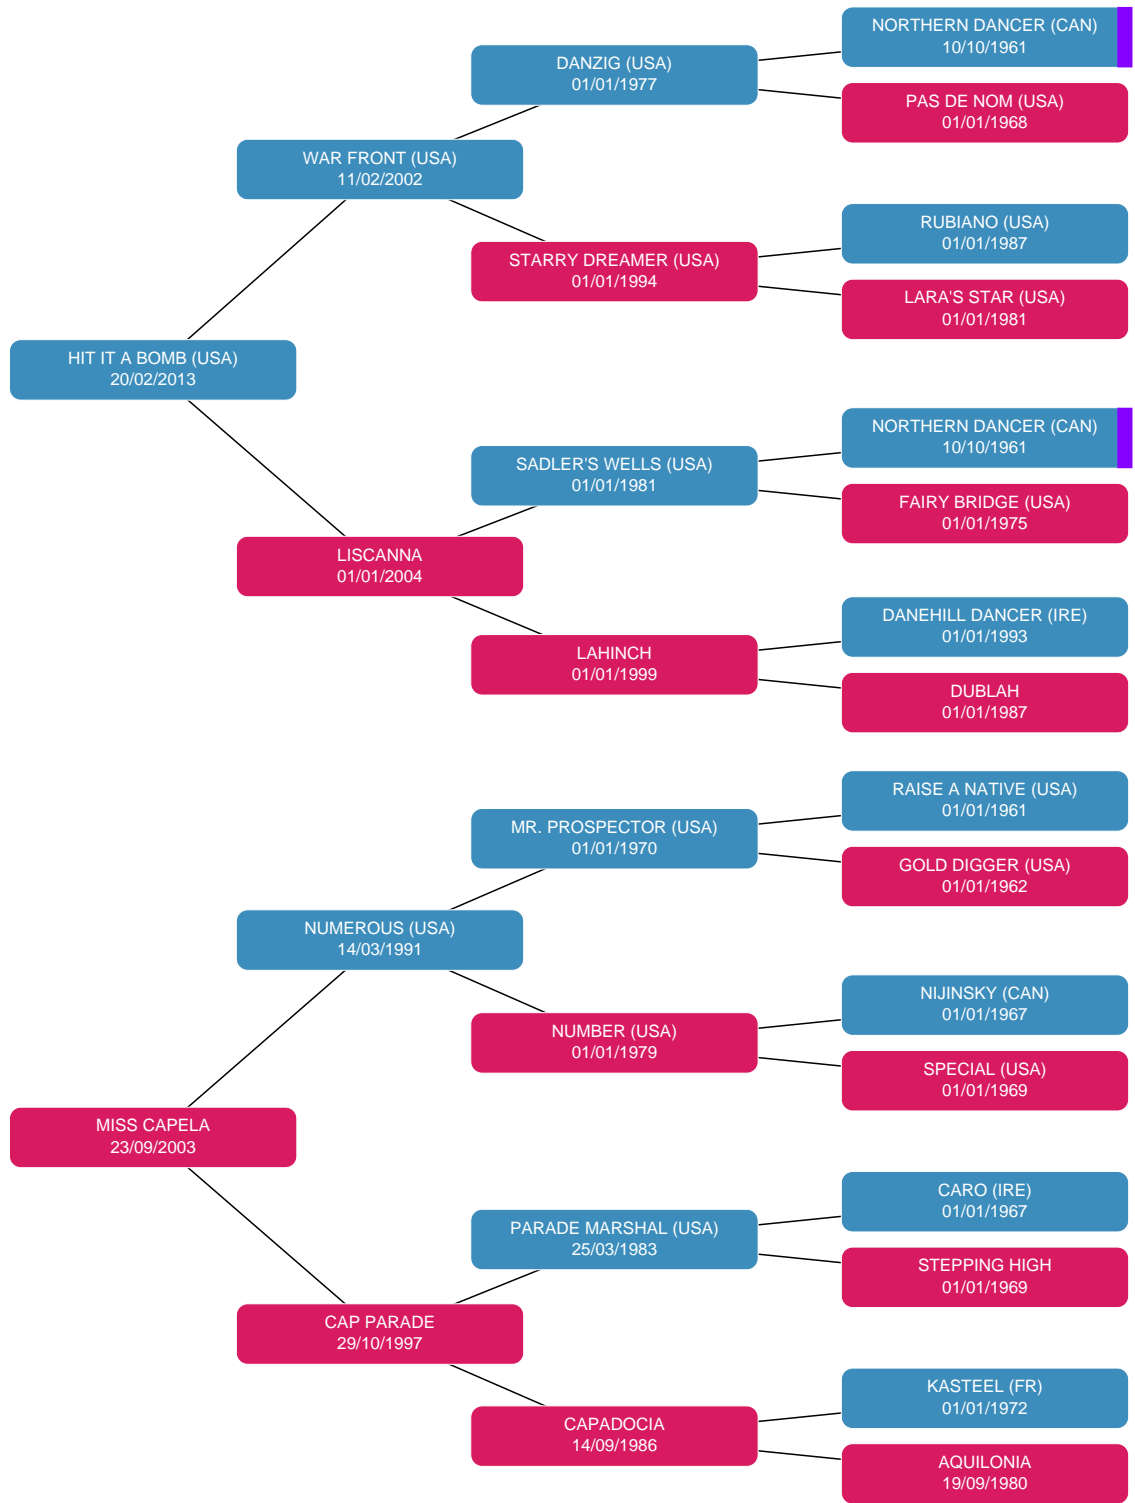 NORTHERN DANCER (CAN)
10/10/1961
DANZIG (USA)
01/01/1977
PAS DE NOM (USA)
01/01/1968
WAR FRONT (USA)
11/02/2002
RUBIANO (USA)
01/01/1987
STARRY DREAMER (USA)
01/01/1994
LARA'S STAR (USA)
01/01/1981
HIT IT A BOMB (USA)
20/02/2013
NORTHERN DANCER (CAN)
10/10/1961
SADLER'S WELLS (USA)
01/01/1981
FAIRY BRIDGE (USA)
01/01/1975
LISCANNA
01/01/2004
DANEHILL DANCER (IRE)
01/01/1993
LAHINCH
01/01/1999
DUBLAH
01/01/1987
RAISE A NATIVE (USA)
01/01/1961
MR. PROSPECTOR (USA)
01/01/1970
GOLD DIGGER (USA)
01/01/1962
NUMEROUS (USA)
14/03/1991
NIJINSKY (CAN)
01/01/1967
NUMBER (USA)
01/01/1979
SPECIAL (USA)
01/01/1969
MISS CAPELA
23/09/2003
CARO (IRE)
01/01/1967
PARADE MARSHAL (USA)
25/03/1983
STEPPING HIGH
01/01/1969
CAP PARADE
29/10/1997
KASTEEL (FR)
01/01/1972
CAPADOCIA
14/09/1986
AQUILONIA
19/09/1980